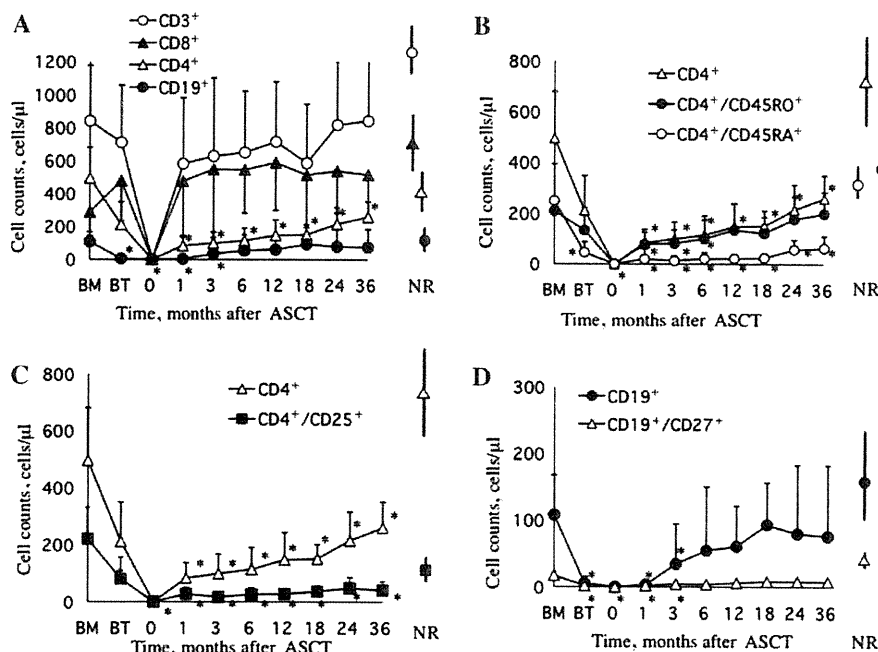 A
CD3+
CD8+
CD4+
CD19+
Cell counts, cells/µl
1200
1000
800
600
400
200
0
BM BT 0 1 3 6 12 18 24 36
NR
Time, months after ASCT
B
CD4+
CD4+/CD45RO+
CD4+/CD45RA+
Cell counts, cells/µl
800
600
400
200
0
BM BT 0 1 3 6 12 18 24 36
NR
Time, months after ASCT
C
CD4+
CD4+/CD25+
Cell counts, cells/µl
800
600
400
200
0
BM BT 0 1 3 6 12 18 24 36
NR
Time, months after ASCT
D
CD19+
CD19+/CD27+
Cell counts, cells/µl
300
200
100
0
BM BT 0 1 3 6 12 18 24 36
NR
Time, months after ASCT